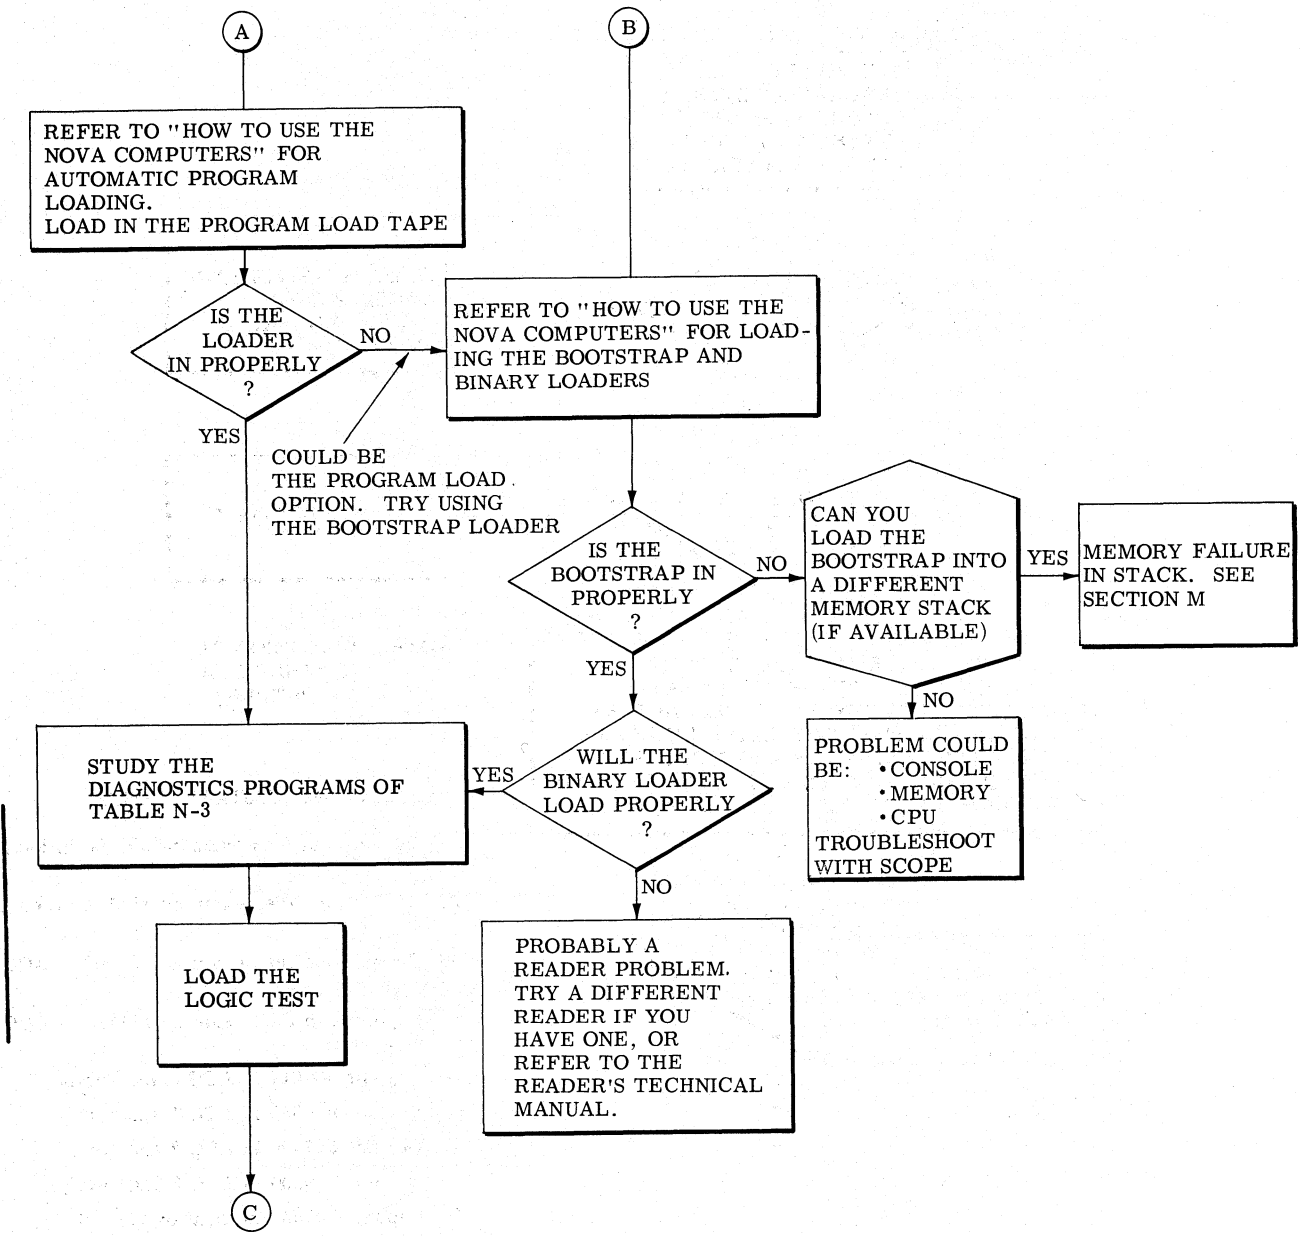 A
B
REFER TO "HOW TO USE THE
NOVA COMPUTERS" FOR
AUTOMATIC PROGRAM
LOADING.
LOAD IN THE PROGRAM LOAD TAPE
IS THE
LOADER
IN PROPERLY
?
NO
YES
REFER TO "HOW TO USE THE
NOVA COMPUTERS" FOR LOAD-
ING THE BOOTSTRAP AND
BINARY LOADERS
COULD BE
THE PROGRAM LOAD
OPTION. TRY USING
THE BOOTSTRAP LOADER
IS THE
BOOTSTRAP IN
PROPERLY
?
NO
YES
CAN YOU
LOAD THE
BOOTSTRAP INTO
A DIFFERENT
MEMORY STACK
(IF AVAILABLE)
YES
NO
MEMORY FAILURE
IN STACK. SEE
SECTION M
PROBLEM COULD
BE: • CONSOLE
• MEMORY
• CPU
TROUBLESHOOT
WITH SCOPE
WILL THE
BINARY LOADER
LOAD PROPERLY
?
YES
NO
STUDY THE
DIAGNOSTICS PROGRAMS OF
TABLE N-3
LOAD THE
LOGIC TEST
PROBABLY A
READER PROBLEM.
TRY A DIFFERENT
READER IF YOU
HAVE ONE, OR
REFER TO THE
READER'S TECHNICAL
MANUAL.
C